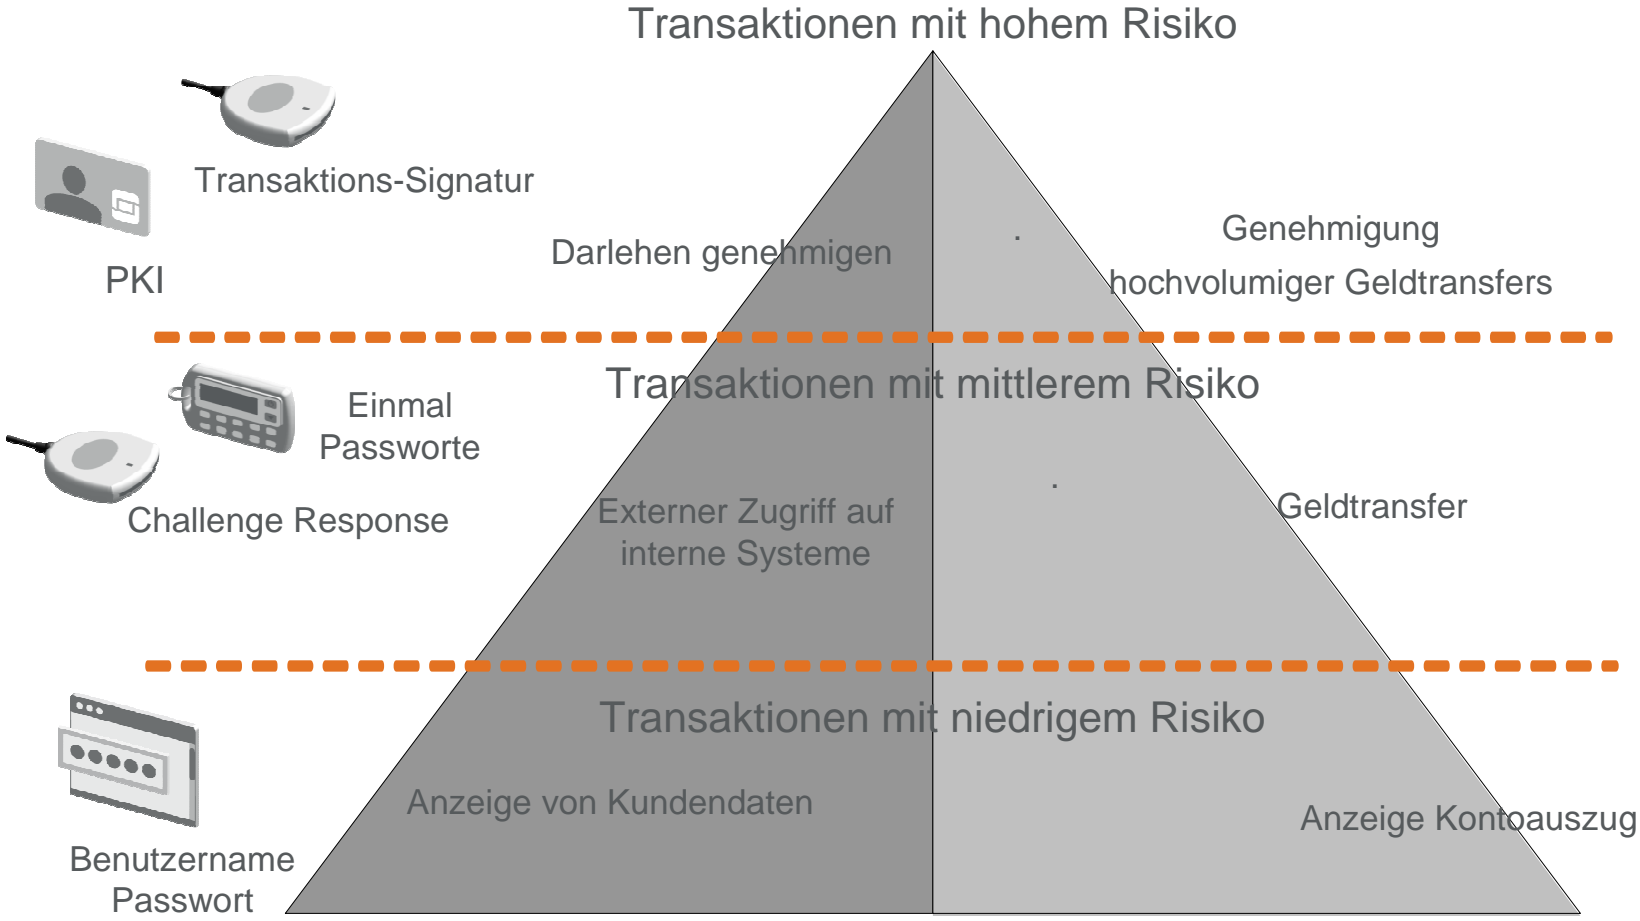 Transaktionen mit hohem Risiko
Transaktions-Signatur
PKI
Darlehen genehmigen
Genehmigung
hochvolumiger Geldtransfers
Transaktionen mit mittlerem Risiko
Einmal
Passworte
Challenge Response
Externer Zugriff auf
interne Systeme
Geldtransfer
Transaktionen mit niedrigem Risiko
Anzeige von Kundendaten
Anzeige Kontoauszug
Benutzername
Passwort